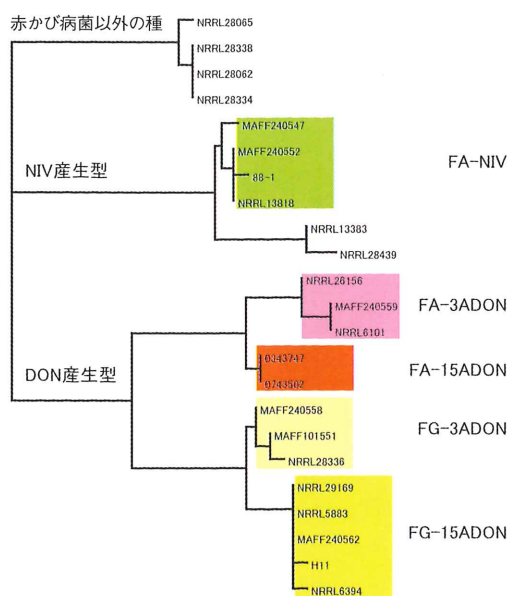 赤かび病菌以外の種
NRRL28065
NRRL28338
NRRL28062
NRRL28334
MAFF240547
MAFF240552
88-1
NRRL13818
FA-NIV
NIV産生型
NRRL13383
NRRL28439
NRRL26156
MAFF240559
NRRL6101
FA-3ADON
0343747
0743502
FA-15ADON
DON産生型
MAFF240558
MAFF101551
NRRL28336
FG-3ADON
NRRL29169
NRRL5883
MAFF240562
H11
NRRL6394
FG-15ADON